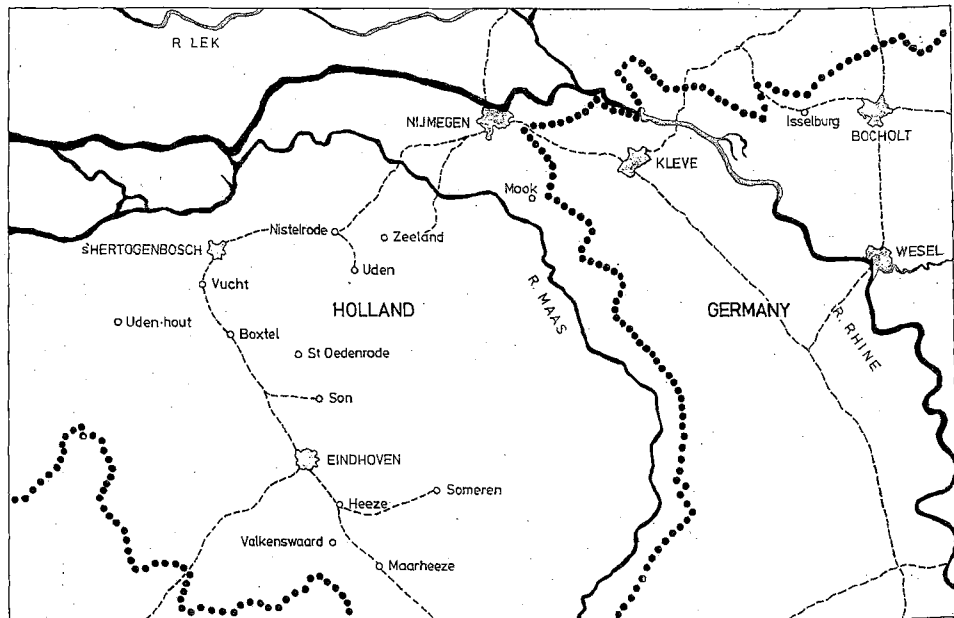 R LEK
NIJMEGEN
Isselburg
BOCHOLT
KLEVE
Mook
Nistelrode
Zeeland
S'HERTOGENBOSCH
WESEL
Uden
Vucht
HOLLAND
R. MAAS
GERMANY
R. RHINE
Uden-hout
Boxtel
St Oedenrode
Son
EINDHOVEN
Someren
Heeze
Valkenswaard
Maarheeze